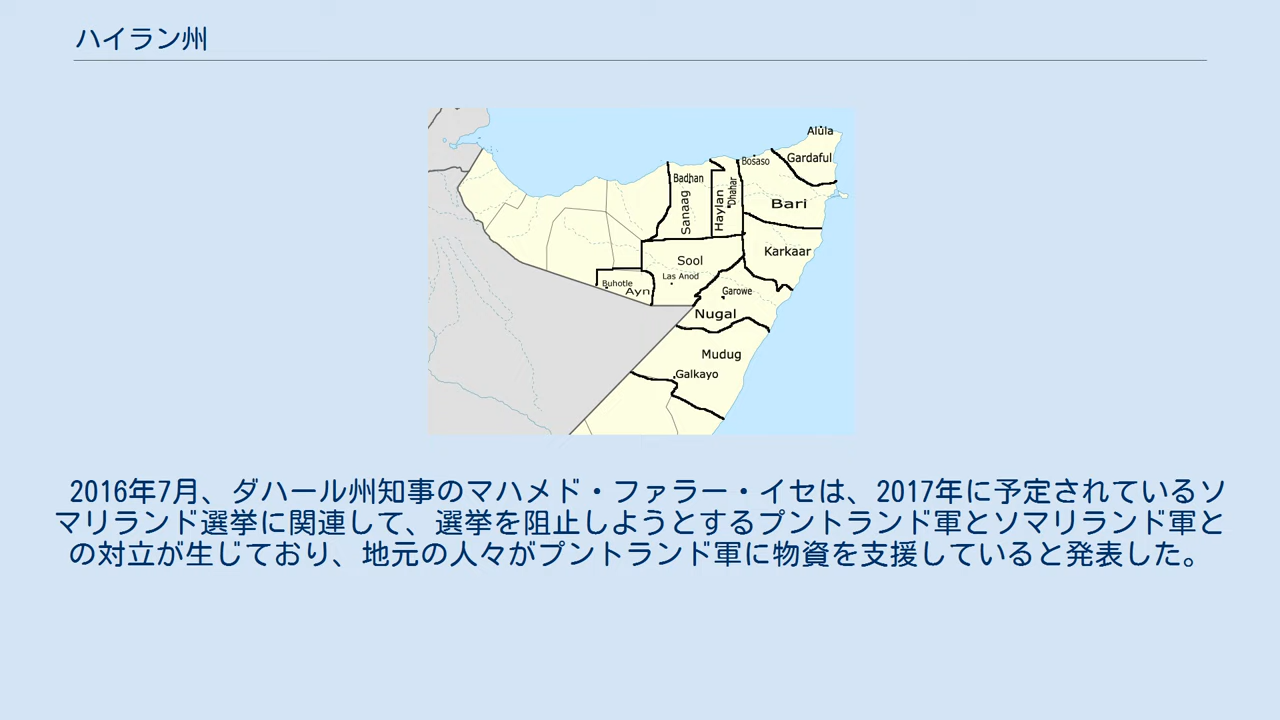 ハイラン州
Alula
Bosaso
Gardaful
Badhan
Dhahar
Sanaag
Haylan
Bari
Karkaar
Sool
Las Anod
Buhotle
Ayn
Garowe
Nugal
Mudug
Galkayo
2016年7月、ダハール州知事のマハメド・ファラー・イセは、2017年に予定されているソ
マリランド選挙に関連して、選挙を阻止しようとするプントランド軍とソマリランド軍と
の対立が生じており、地元の人々がプントランド軍に物資を支援していると発表した。